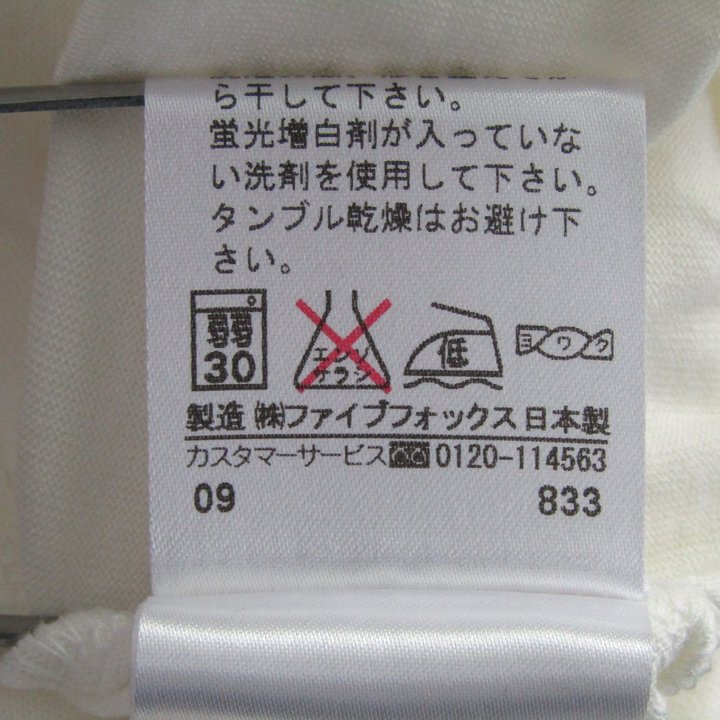 ら干して下さい。
蛍光増白剤が入っていな
い洗剤を使用して下さい。
タンブル乾燥はお避け下
さい。
弱
30
エンソ
サラシ
低
ヨワク
製造 ㈱ファイブフォックス 日本製
カスタマーサービス 0120-114563
09 833